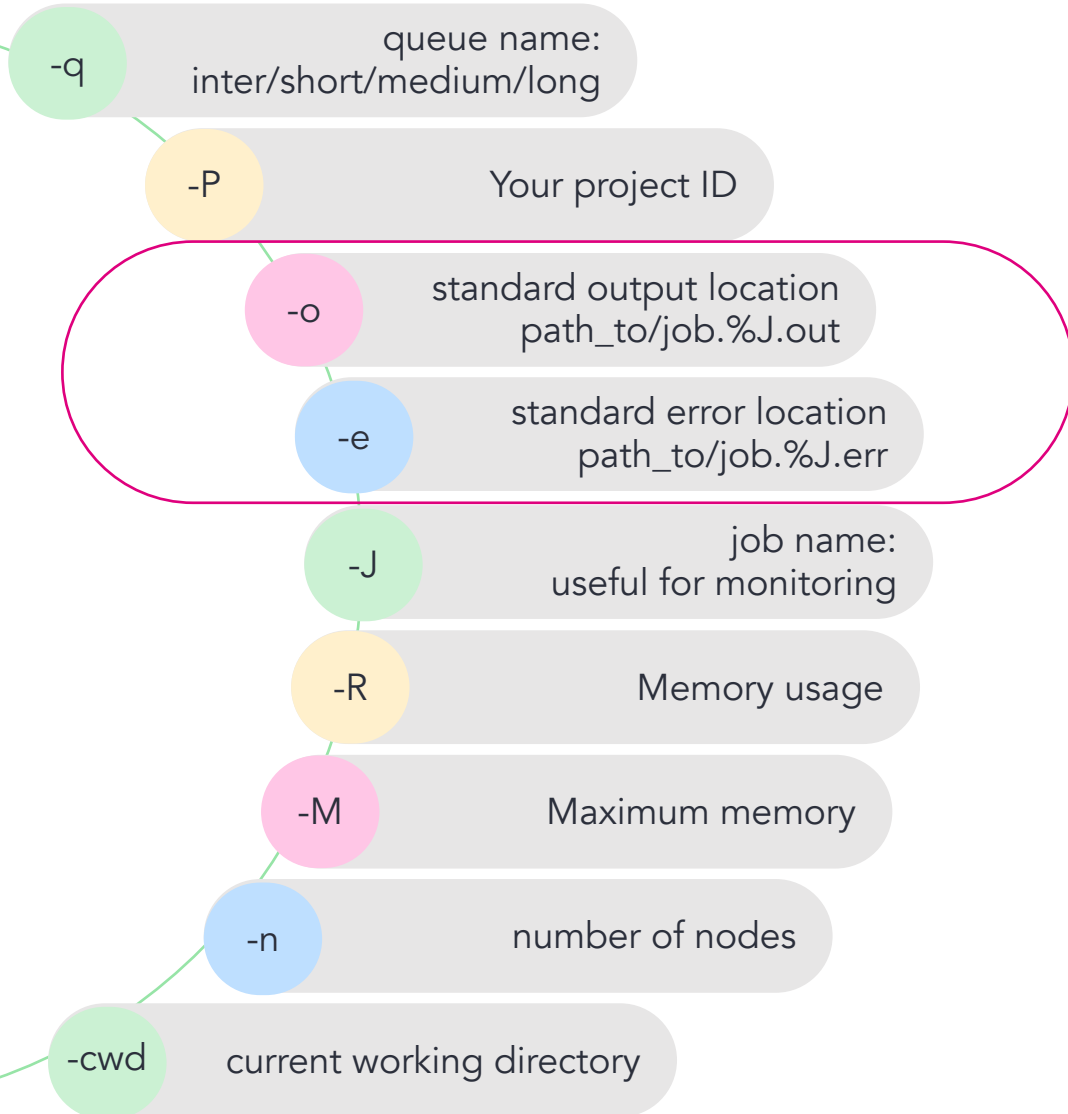 -q
queue name:
inter/short/medium/long
-P
Your project ID
-o
standard output location
path_to/job.%J.out
-e
standard error location
path_to/job.%J.err
-J
job name:
useful for monitoring
-R
Memory usage
-M
Maximum memory
-n
number of nodes
-cwd
current working directory